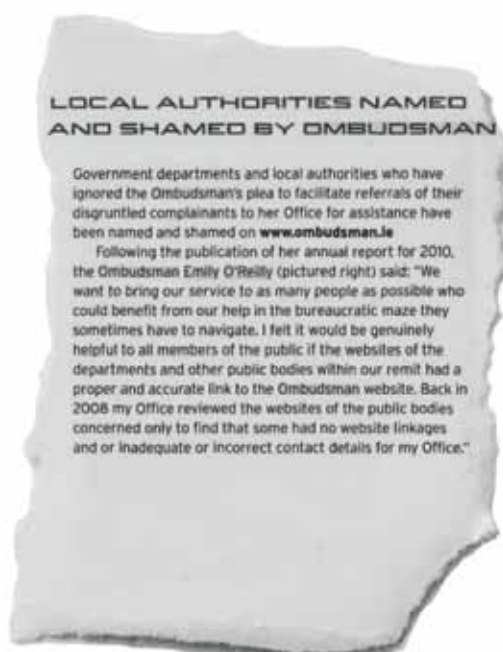 LOCAL AUTHORITIES NAMED
AND SHAMED BY OMBUDSMAN
Government departments and local authorities who have
ignored the Ombudsman's plea to facilitate referrals of their
disgruntled complainants to her Office for assistance have
been named and shamed on www.ombudsman.ie
Following the publication of her annual report for 2010,
the Ombudsman Emily O'Reilly (pictured right) said: "We
want to bring our service to as many people as possible who
could benefit from our help in the bureaucratic maze they
sometimes have to navigate. I felt it would be genuinely
helpful to all members of the public if the websites of the
departments and other public bodies within our remit had a
proper and accurate link to the Ombudsman website. Back in
2008 my Office reviewed the websites of the public bodies
concerned only to find that some had no website linkages
and or inadequate or incorrect contact details for my Office."